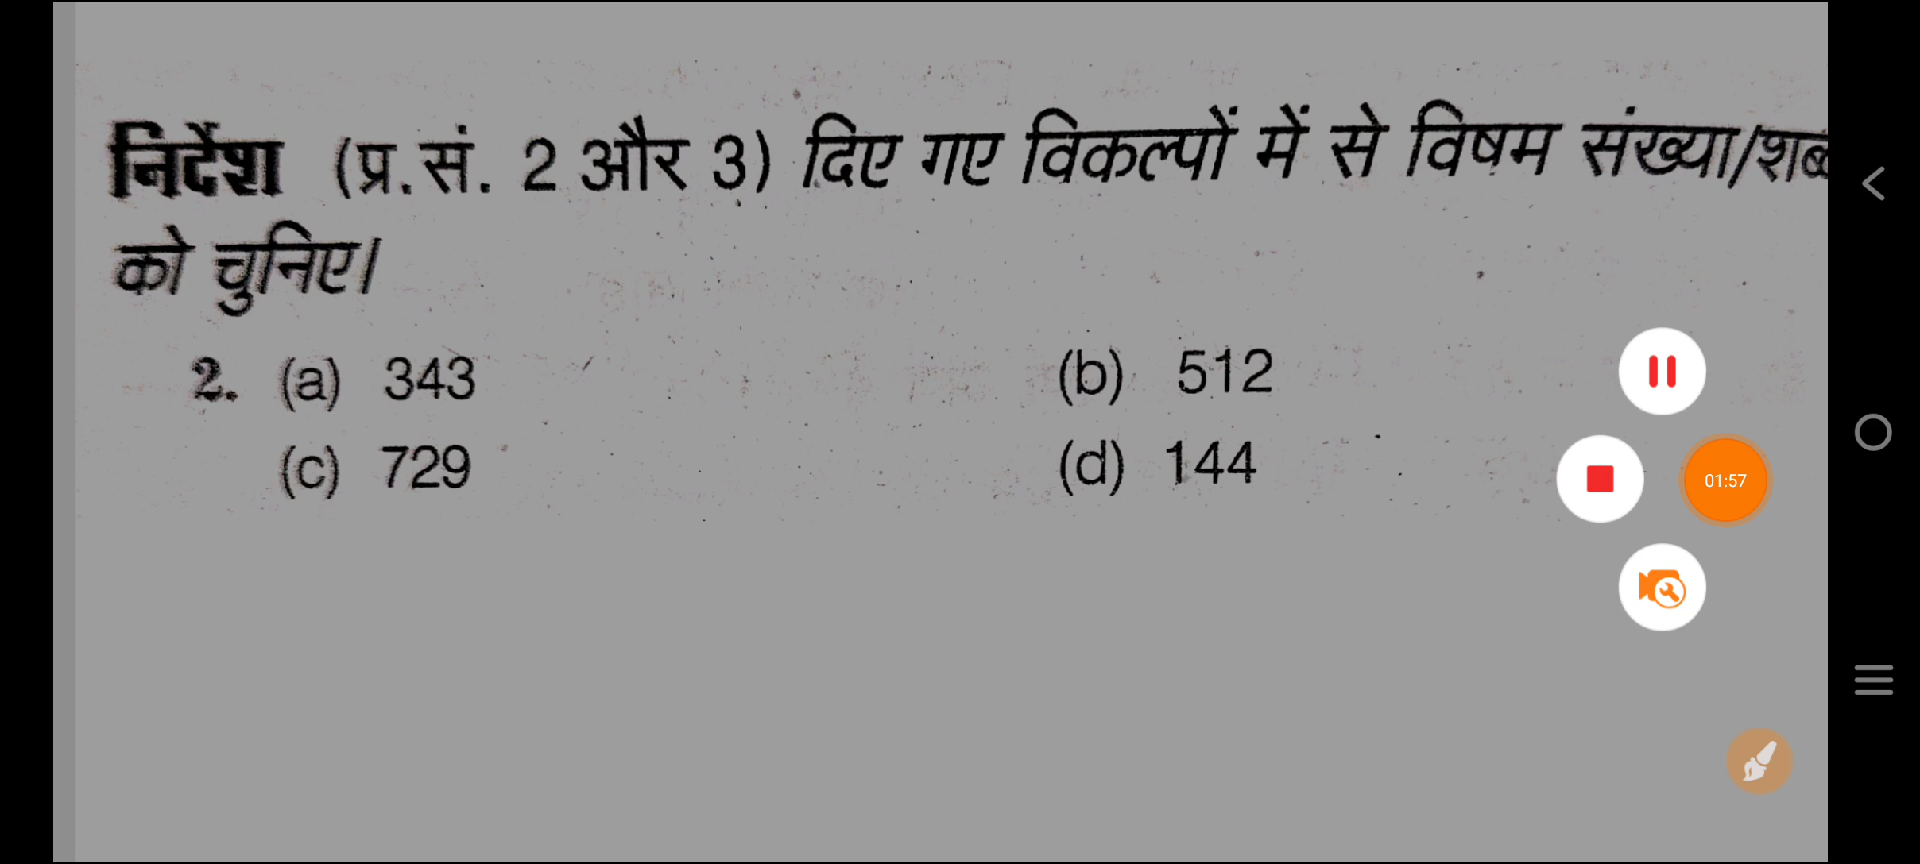 निर्देश (प्र.सं. 2 और 3) दिए गए विकल्पों में से विषम संख्या/
को चुनिए।
2. (a) 343 (b) 512
(c) 729 (d) 144
01:57